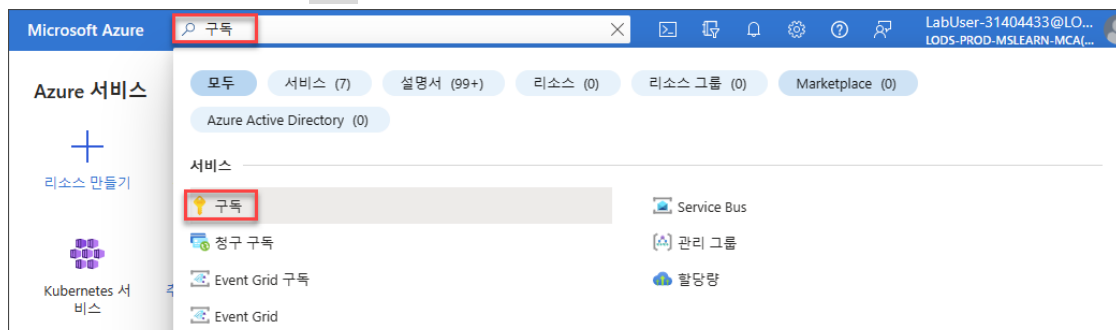 Microsoft Azure
구독
LabUser-31404433@LO...
LODS-PROD-MSLEARN-MCA(...
Azure 서비스
리소스 만들기
Kubernetes 서
비스
모두
서비스 (7)
설명서 (99+)
리소스 (0)
리소스 그룹 (0)
Marketplace (0)
Azure Active Directory (0)
서비스
구독
Service Bus
청구 구독
관리 그룹
Event Grid 구독
할당량
Event Grid